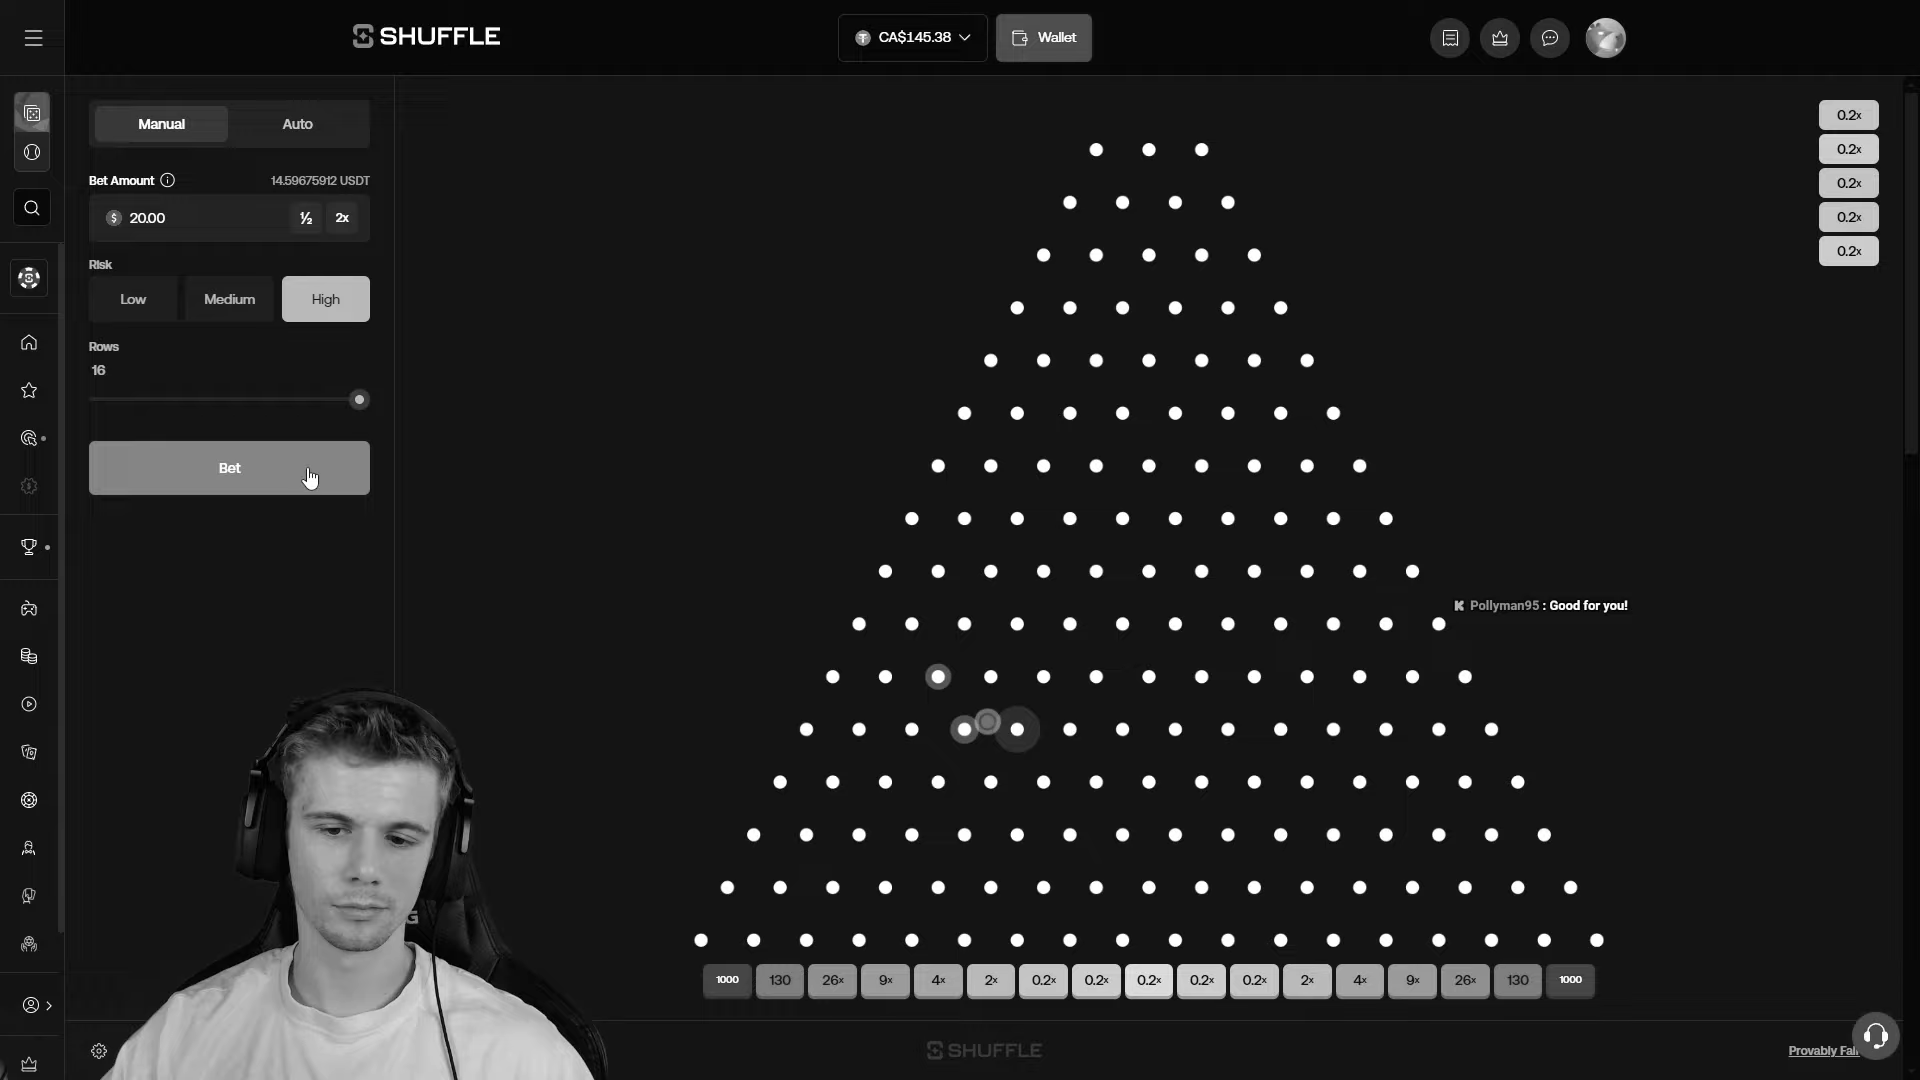 SHUFFLE
CA$145.38
Wallet
Manual
Auto
Bet Amount
14.59675912 USDT
$ 20.00
½
2x
Risk
Low
Medium
High
Rows
16
Bet
0.2x
0.2x
0.2x
0.2x
0.2x
Pollyman95 : Good for you!
1000 130 26x 9x 4x 2x 0.2x 0.2x 0.2x 0.2x 0.2x 2x 4x 9x 26x 130 1000
G
SHUFFLE
Provably Fai